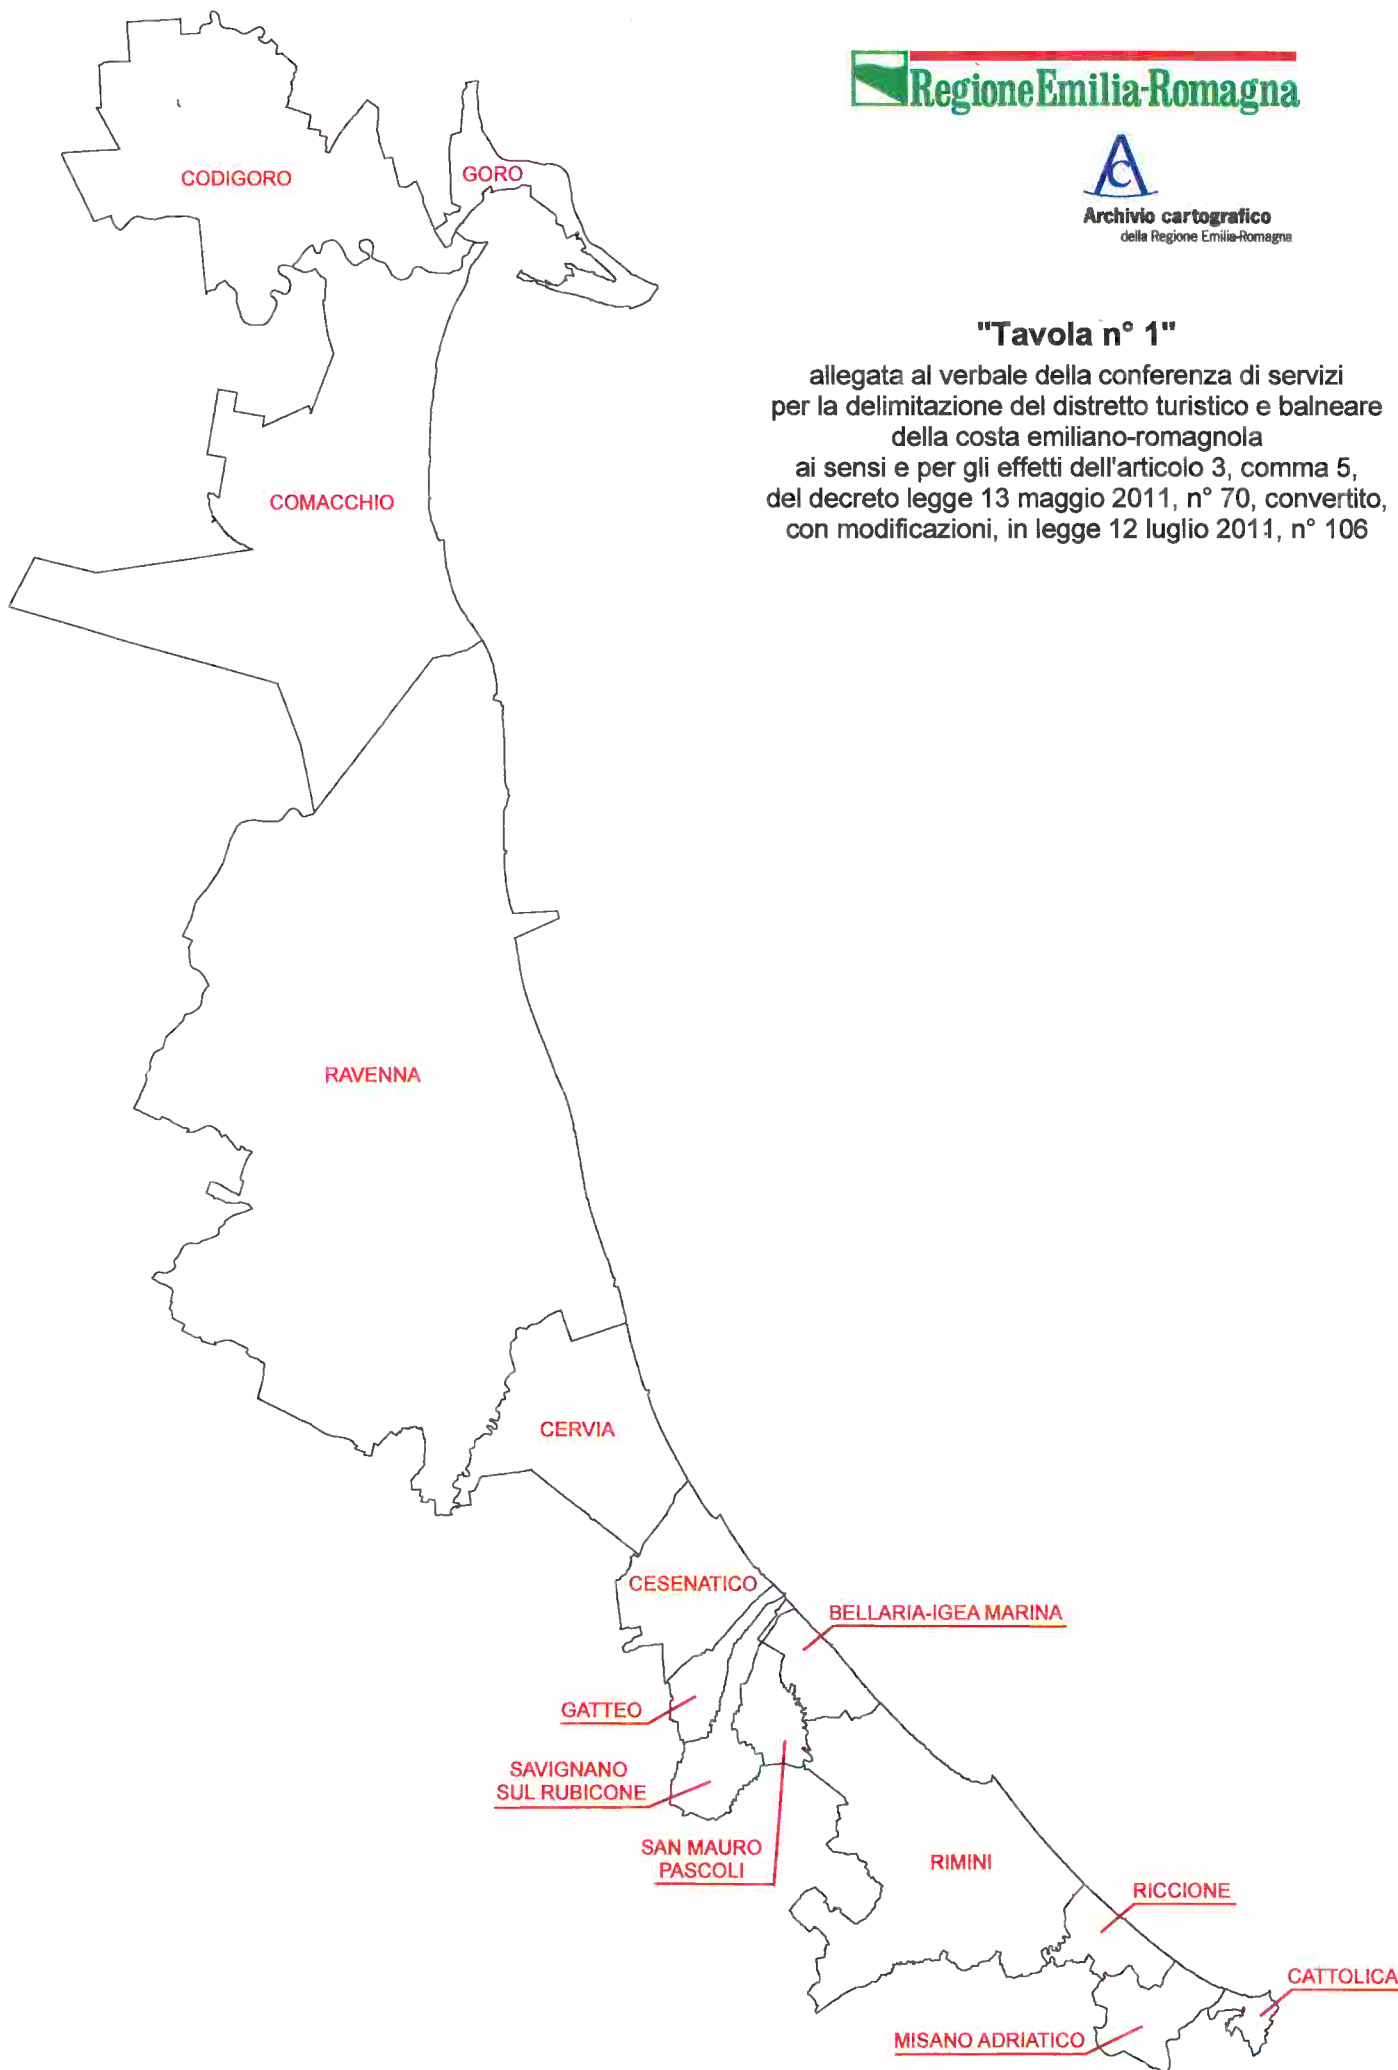 RegioneEmilia-Romagna
AC
Archivio cartografico
della Regione Emilia-Romagna
"Tavola n° 1"
allegata al verbale della conferenza di servizi
per la delimitazione del distretto turistico e balneare
della costa emiliano-romagnola
ai sensi e per gli effetti dell'articolo 3, comma 5,
del decreto legge 13 maggio 2011, n° 70, convertito,
con modificazioni, in legge 12 luglio 2011, n° 106
CODIGORO
GORO
COMACCHIO
RAVENNA
CERVIA
CESENATICO
BELLARIA-IGEA MARINA
GATTEO
SAVIGNANO
SUL RUBICONE
SAN MAURO
PASCOLI
RIMINI
RICCIONE
CATTOLICA
MISANO ADRIATICO